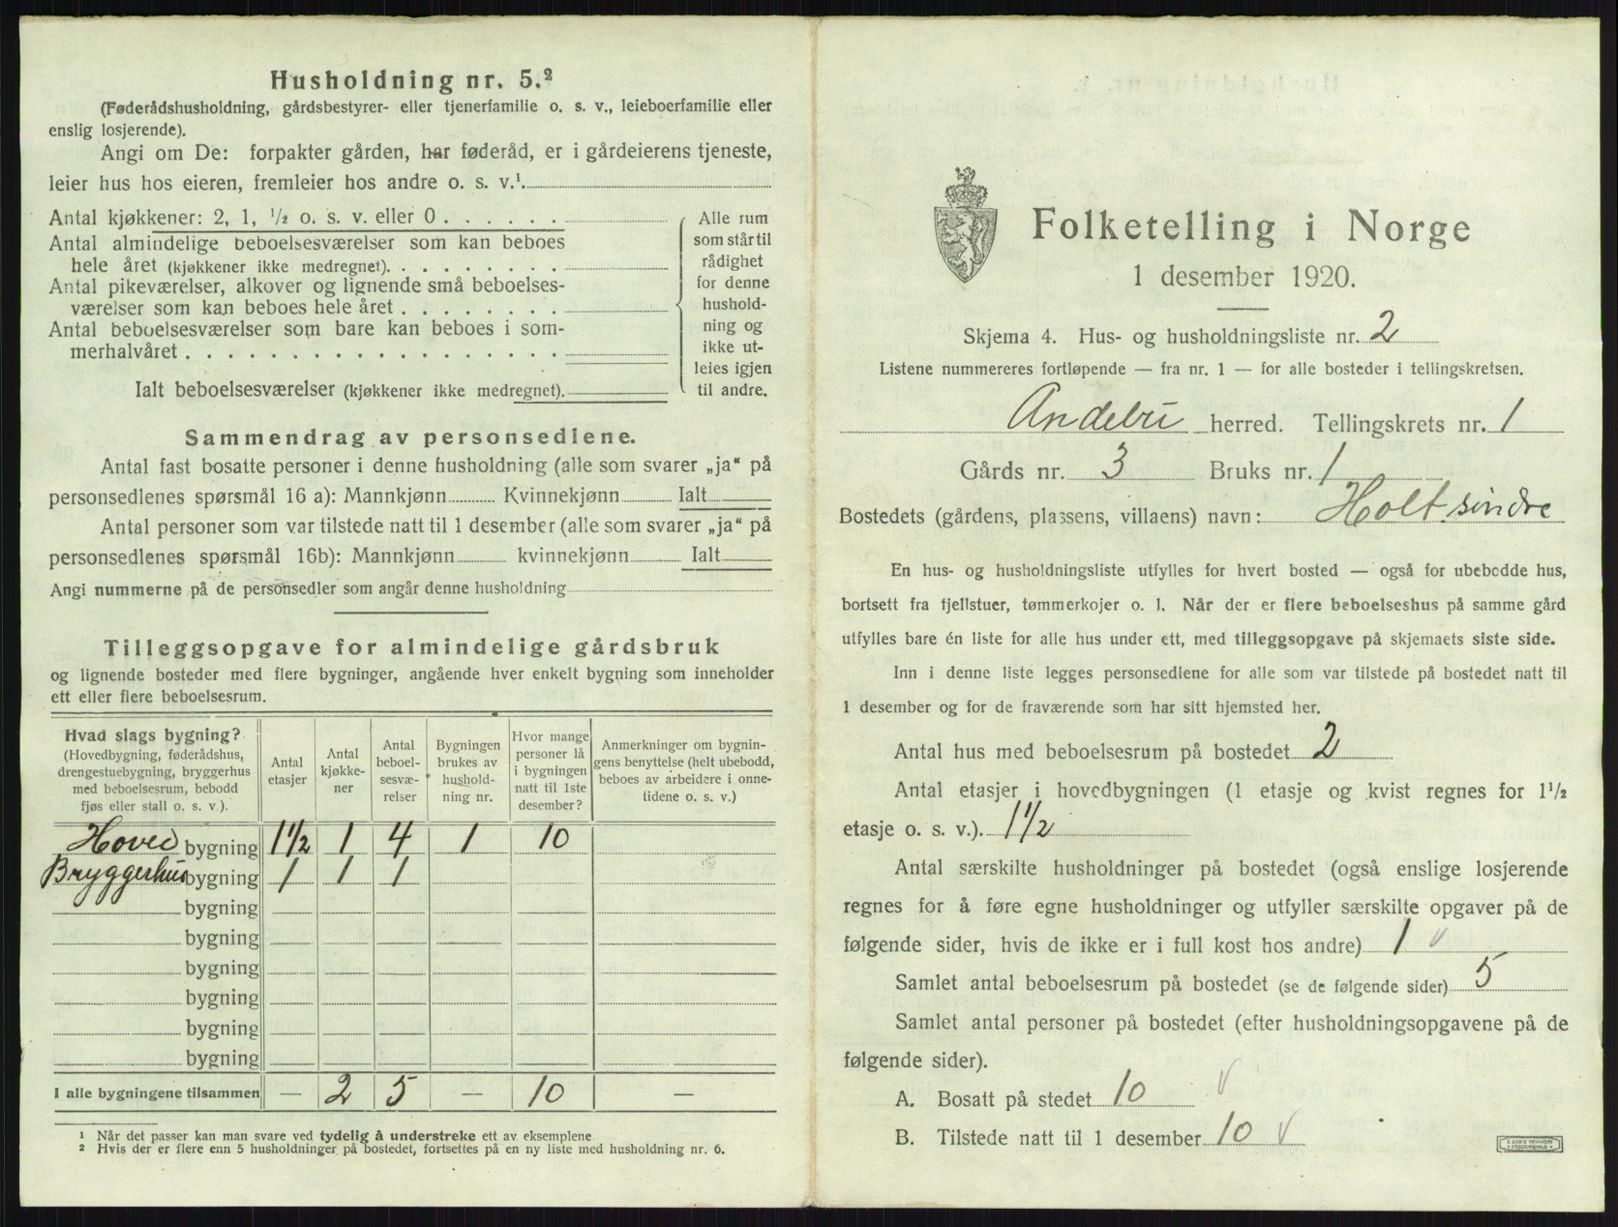 Husholdning nr. 5.²
(Føderådshusholdning, gårdsbestyrer- eller tjenerfamilie o. s. v., leieboerfamilie eller
enslig losjerende).
Angi om De: forpakter gården, har føderåd, er i gårdeierens tjeneste,
leier hus hos eieren, fremleier hos andre o. s. v.¹.
Antal kjøkkener: 2, 1, ½ o. s. v. eller 0 . . . . . .
Antal almindelige beboelsesværelser som kan beboes
hele året (kjøkkener ikke medregnet). . . . . . . . .
Antal pikeværelser, alkover og lignende små beboelses-
værelser som kan beboes hele året . . . . . . . .
Antal beboelsesværelser som bare kan beboes i som-
merhalvåret . . . . . . . . . . . . . . . . . .
Ialt beboelsesværelser (kjøkkener ikke medregnet).
Alle rum
som står til
rådighet
for denne
hushold-
ning og
ikke ut-
leies igjen
til andre.
Sammendrag av personsedlene.
Antal fast bosatte personer i denne husholdning (alle som svarer „ja“ på
personsedlenes spørsmål 16 a): Mannkjønn Kvinnekjønn Ialt
Antal personer som var tilstede natt til 1 desember (alle som svarer „ja“ på
personsedlenes spørsmål 16b): Mannkjønn kvinnekjønn Ialt
Angi nummerne på de personsedler som angår denne husholdning
Tilleggsopgave for almindelige gårdsbruk
og lignende bosteder med flere bygninger, angående hver enkelt bygning som inneholder
ett eller flere beboelsesrum.
Hvad slags bygning?
(Hovedbygning, føderådshus,
drengestuebygning, bryggerhus
med beboelsesrum, bebodd
fjøs eller stall o. s. v.).
Antal
etasjer
Antal
kjøkke-
ner
Antal
beboel-
sesvæ-
relser
Bygningen
brukes av
hushold-
ning nr.
Hvor mange
personer lå
i bygningen
natt til 1ste
desember?
Anmerkninger om bygnin-
gens benyttelse (helt ubebodd,
beboes av arbeidere i onne-
tidene o. s. v.)
Hoved bygning 1½ 1 4 1 10
Bryggerhus bygning 1 1 1
bygning
bygning
bygning
bygning
bygning
bygning
I alle bygningene tilsammen — 2 5 — 10 —
¹ Når det passer kan man svare ved tydelig å understreke ett av eksemplene
² Hvis der er flere enn 5 husholdninger på bostedet, fortsettes på en ny liste med husholdning nr. 6.
Folketelling i Norge
1 desember 1920.
Skjema 4. Hus- og husholdningsliste nr. 2
Listene nummereres fortløpende — fra nr. 1 — for alle bosteder i tellingskretsen.
Andebu herred. Tellingskrets nr. 1
Gårds nr. 3 Bruks nr. 1
Bostedets (gårdens, plassens, villaens) navn: Holt søndre
En hus- og husholdningsliste utfylles for hvert bosted — også for ubebodde hus,
bortsett fra fjellstuer, tømmerkojer o. l. Når der er flere beboelseshus på samme gård
utfylles bare én liste for alle hus under ett, med tilleggsopgave på skjemaets siste side.
Inn i denne liste legges personsedlene for alle som var tilstede på bostedet natt til
1 desember og for de fraværende som har sitt hjemsted her.
Antal hus med beboelsesrum på bostedet 2
Antal etasjer i hovedbygningen (1 etasje og kvist regnes for 1½
etasje o. s. v.). 1½
Antal særskilte husholdninger på bostedet (også enslige losjerende
regnes for å føre egne husholdninger og utfyller særskilte opgaver på de
følgende sider, hvis de ikke er i full kost hos andre) 1 v
Samlet antal beboelsesrum på bostedet (se de følgende sider) 5
Samlet antal personer på bostedet (efter husholdningsopgavene på de
følgende sider).
A. Bosatt på stedet 10 v
B. Tilstede natt til 1 desember 10 v